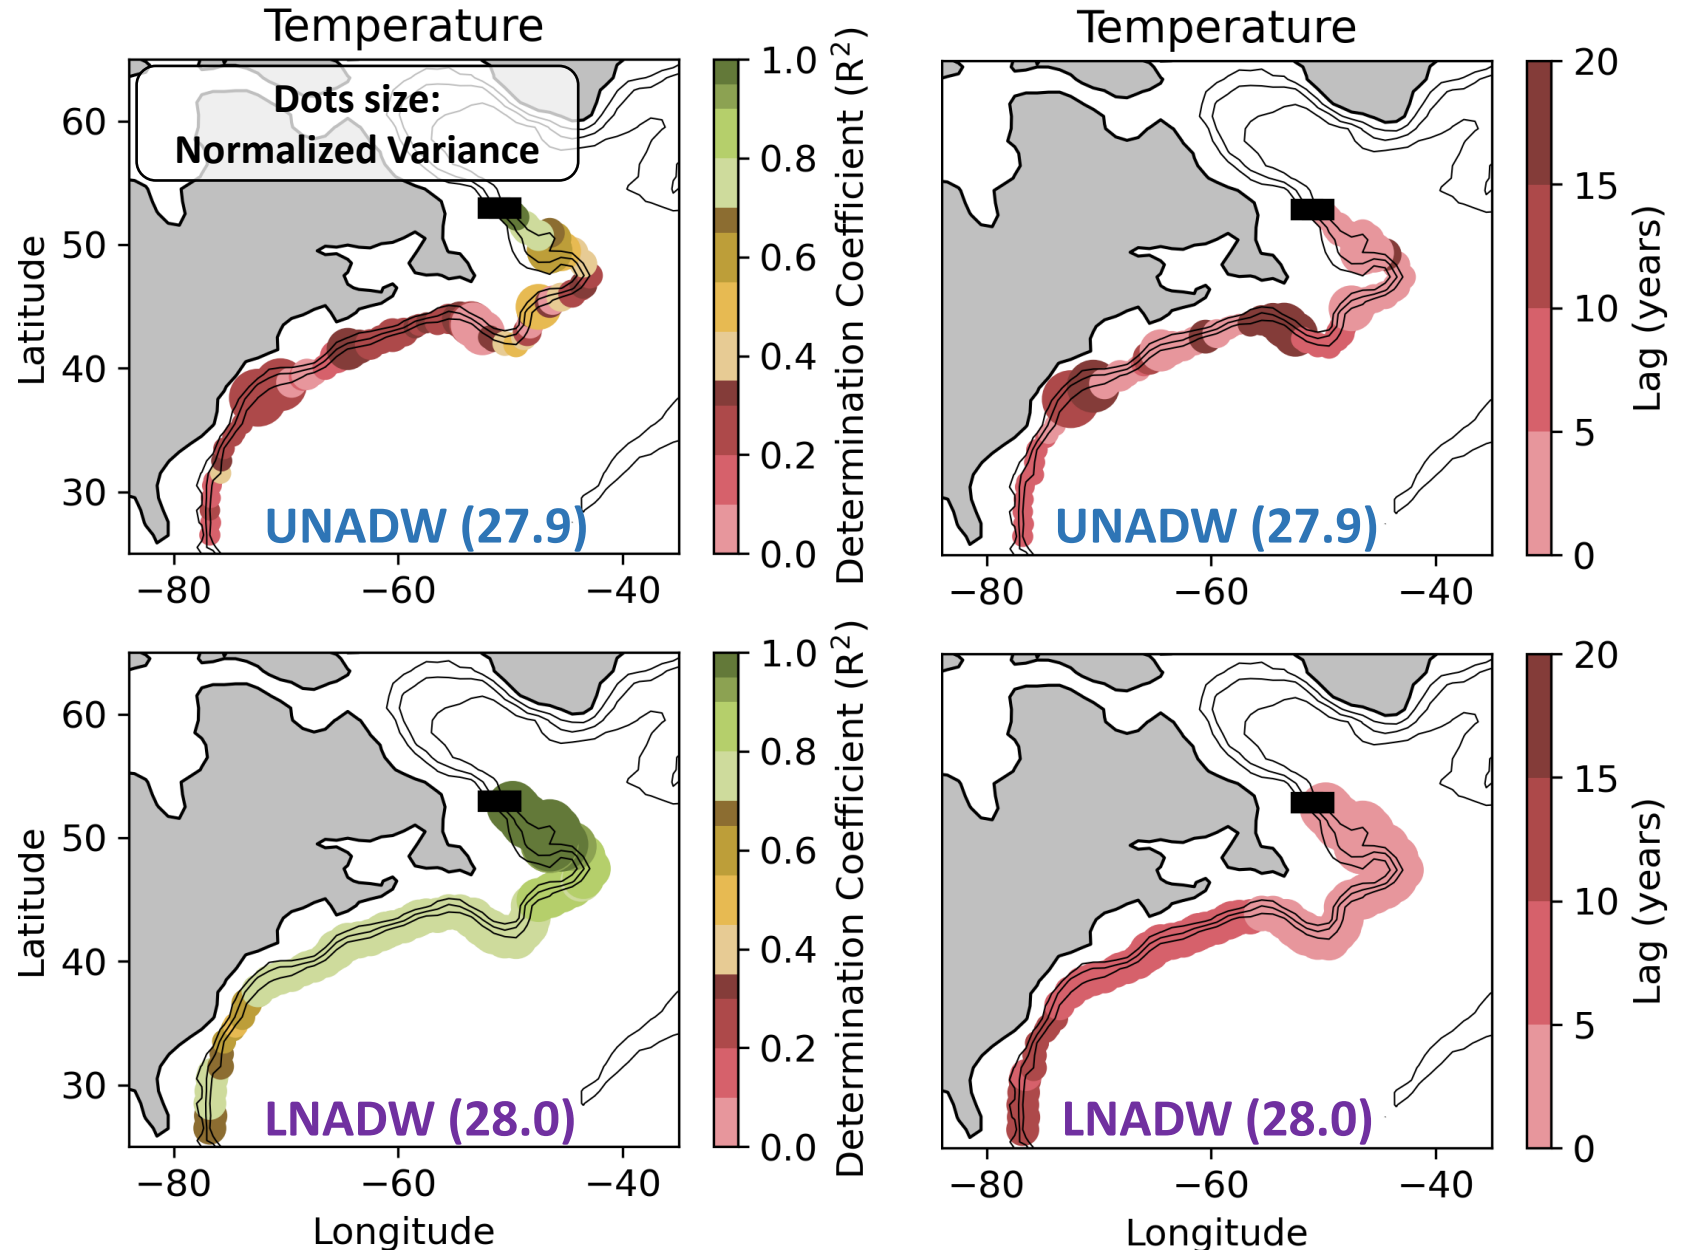 Temperature
Temperature
Dots size:
Normalized Variance
60
50
40
30
Latitude
−80
−60
−40
UNADW (27.9)
1.0
0.8
0.6
0.4
0.2
0.0
Determination Coefficient (R²)
−80
−60
−40
UNADW (27.9)
20
15
10
5
0
Lag (years)
60
50
40
30
Latitude
−80
−60
−40
Longitude
LNADW (28.0)
1.0
0.8
0.6
0.4
0.2
0.0
Determination Coefficient (R²)
−80
−60
−40
Longitude
LNADW (28.0)
20
15
10
5
0
Lag (years)